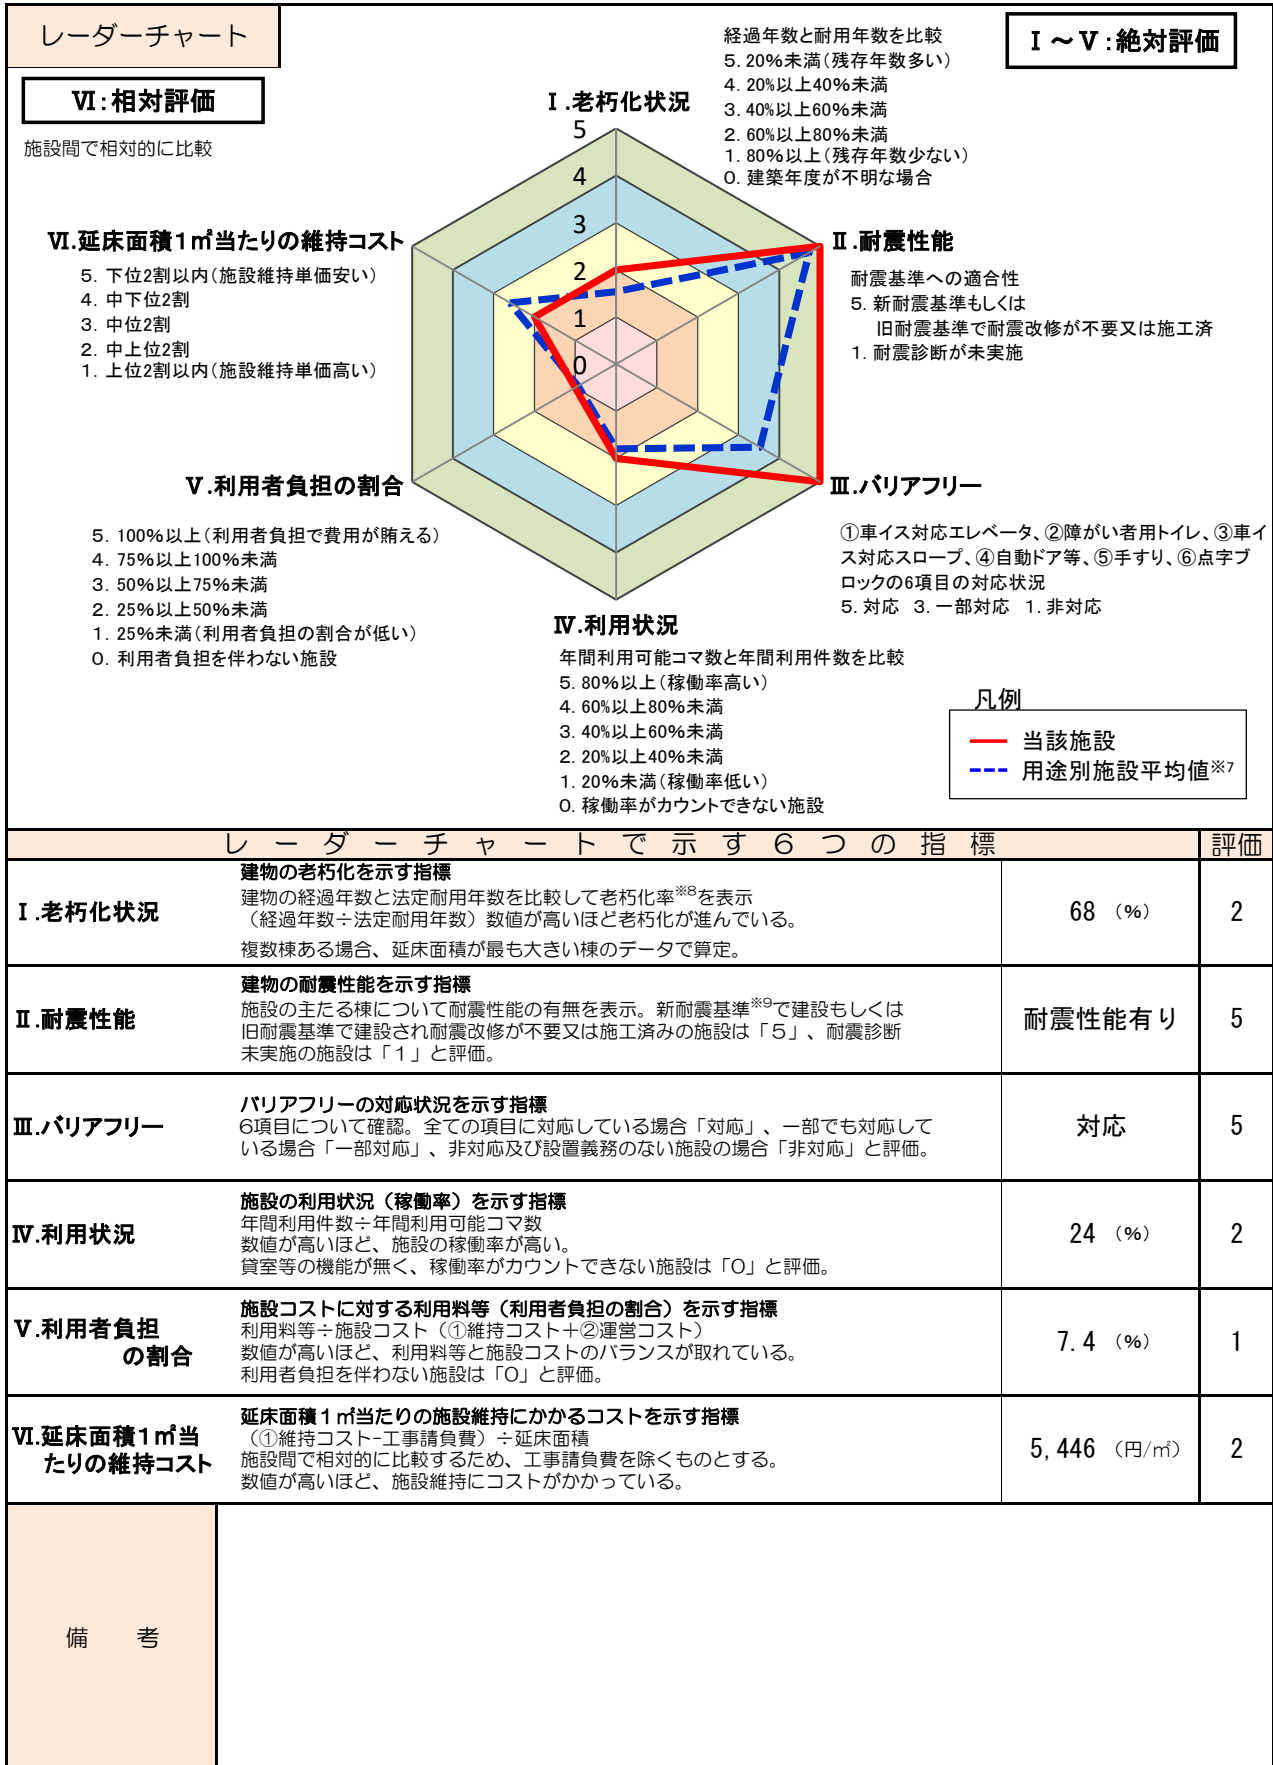 レーダーチャート
Ⅰ～Ⅴ:絶対評価
Ⅵ:相対評価
施設間で相対的に比較
経過年数と耐用年数を比較
5. 20%未満(残存年数多い)
4. 20%以上40%未満
3. 40%以上60%未満
2. 60%以上80%未満
1. 80%以上(残存年数少ない)
0. 建築年度が不明な場合
Ⅰ.老朽化状況
5
4
3
2
1
0
Ⅱ.耐震性能
耐震基準への適合性
5. 新耐震基準もしくは
旧耐震基準で耐震改修が不要又は施工済
1. 耐震診断が未実施
Ⅵ.延床面積1㎡当たりの維持コスト
5. 下位2割以内(施設維持単価安い)
4. 中下位2割
3. 中位2割
2. 中上位2割
1. 上位2割以内(施設維持単価高い)
Ⅴ.利用者負担の割合
5. 100%以上(利用者負担で費用が賄える)
4. 75%以上100%未満
3. 50%以上75%未満
2. 25%以上50%未満
1. 25%未満(利用者負担の割合が低い)
0. 利用者負担を伴わない施設
Ⅲ.バリアフリー
①車イス対応エレベータ、②障がい者用トイレ、③車イ
ス対応スロープ、④自動ドア等、⑤手すり、⑥点字ブ
ロックの6項目の対応状況
5. 対応 3. 一部対応 1. 非対応
Ⅳ.利用状況
年間利用可能コマ数と年間利用件数を比較
5. 80%以上(稼働率高い)
4. 60%以上80%未満
3. 40%以上60%未満
2. 20%以上40%未満
1. 20%未満(稼働率低い)
0. 稼働率がカウントできない施設
凡例
当該施設
用途別施設平均値※7
レーダーチャートで示す6つの指標 評価
Ⅰ.老朽化状況
建物の老朽化を示す指標
建物の経過年数と法定耐用年数を比較して老朽化率※8を表示
（経過年数÷法定耐用年数）数値が高いほど老朽化が進んでいる。
複数棟ある場合、延床面積が最も大きい棟のデータで算定。
68 (%) 2
Ⅱ.耐震性能
建物の耐震性能を示す指標
施設の主たる棟について耐震性能の有無を表示。新耐震基準※9で建設もしくは
旧耐震基準で建設され耐震改修が不要又は施工済みの施設は「5」、耐震診断
未実施の施設は「1」と評価。
耐震性能有り 5
Ⅲ.バリアフリー
バリアフリーの対応状況を示す指標
6項目について確認。全ての項目に対応している場合「対応」、一部でも対応して
いる場合「一部対応」、非対応及び設置義務のない施設の場合「非対応」と評価。
対応 5
Ⅳ.利用状況
施設の利用状況（稼働率）を示す指標
年間利用件数÷年間利用可能コマ数
数値が高いほど、施設の稼働率が高い。
貸室等の機能が無く、稼働率がカウントできない施設は「0」と評価。
24 (%) 2
Ⅴ.利用者負担
の割合
施設コストに対する利用料等（利用者負担の割合）を示す指標
利用料等÷施設コスト（①維持コスト+②運営コスト）
数値が高いほど、利用料等と施設コストのバランスが取れている。
利用者負担を伴わない施設は「0」と評価。
7.4 (%) 1
Ⅵ.延床面積1㎡当
たりの維持コスト
延床面積1㎡当たりの施設維持にかかるコストを示す指標
（①維持コスト-工事請負費）÷延床面積
施設間で相対的に比較するため、工事請負費を除くものとする。
数値が高いほど、施設維持にコストがかかっている。
5,446 (円/㎡) 2
備 考